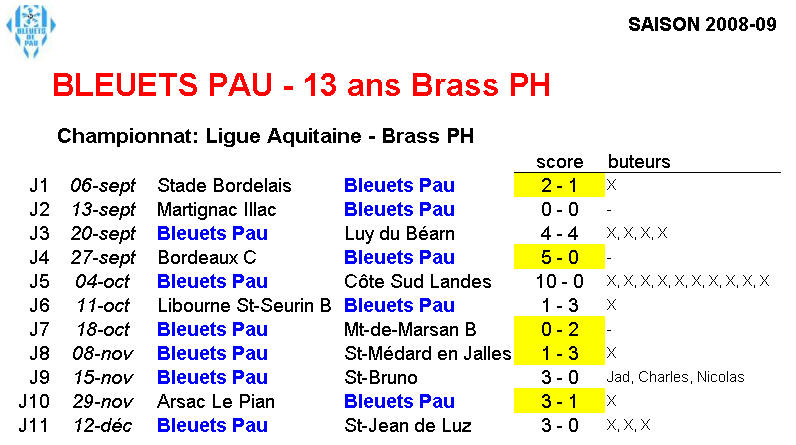 BLEUETS DE PAU
SAISON 2008-09
BLEUETS PAU - 13 ans Brass PH
Championnat: Ligue Aquitaine - Brass PH
score buteurs
J1 06-sept Stade Bordelais Bleuets Pau 2 - 1 X
J2 13-sept Martignac Illac Bleuets Pau 0 - 0 -
J3 20-sept Bleuets Pau Luy du Béarn 4 - 4 X, X, X, X
J4 27-sept Bordeaux C Bleuets Pau 5 - 0 -
J5 04-oct Bleuets Pau Côte Sud Landes 10 - 0 X, X, X, X, X, X, X, X, X, X
J6 11-oct Libourne St-Seurin B Bleuets Pau 1 - 3 X
J7 18-oct Bleuets Pau Mt-de-Marsan B 0 - 2 -
J8 08-nov Bleuets Pau St-Médard en Jalles 1 - 3 X
J9 15-nov Bleuets Pau St-Bruno 3 - 0 Jad, Charles, Nicolas
J10 29-nov Arsac Le Pian Bleuets Pau 3 - 1 X
J11 12-déc Bleuets Pau St-Jean de Luz 3 - 0 X, X, X